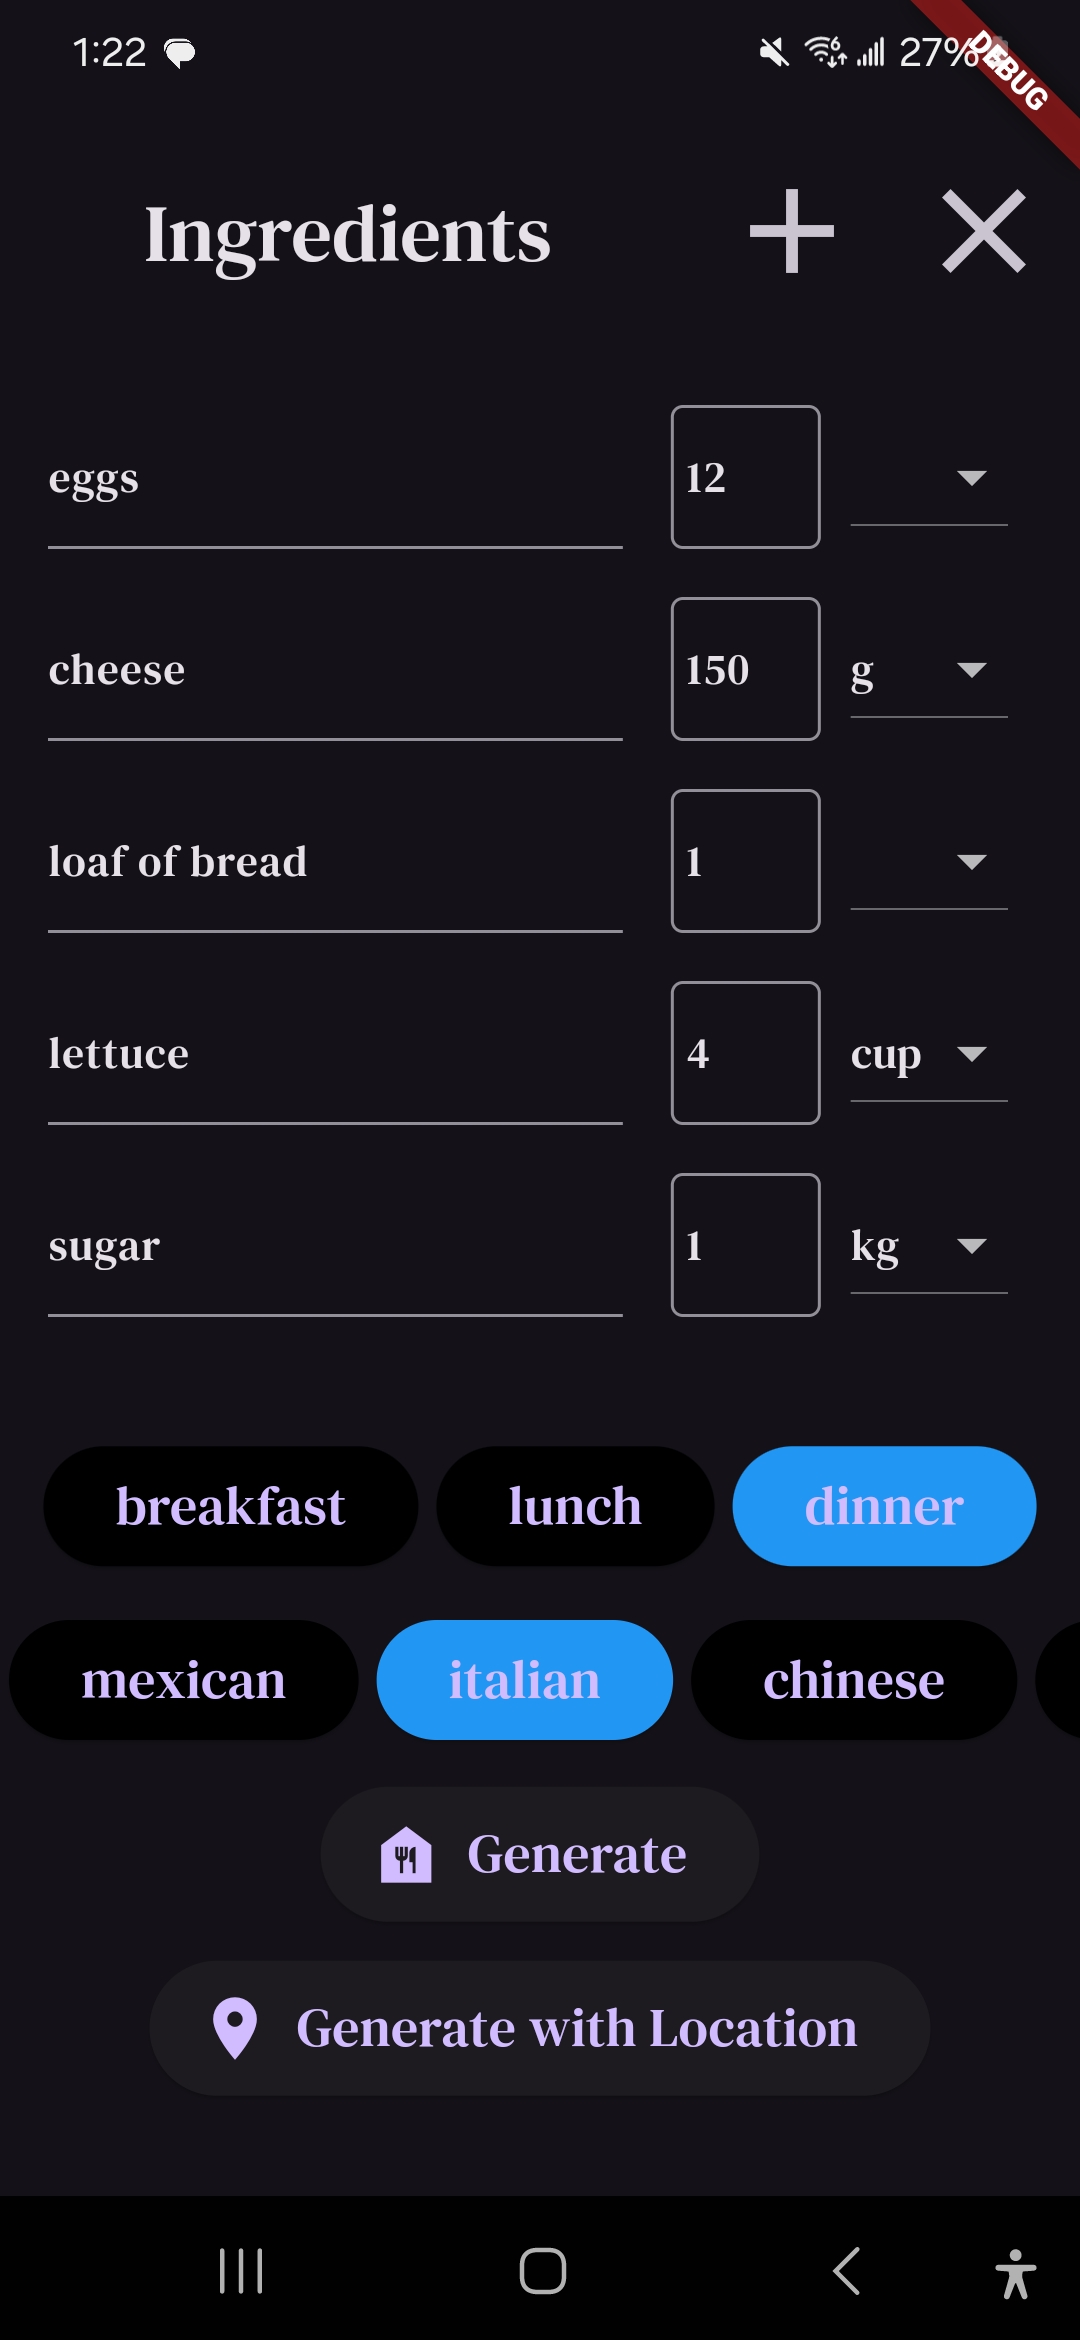 1:22
27%
DEBUG
Ingredients
eggs 12
cheese 150 g
loaf of bread 1
lettuce 4 cup
sugar 1 kg
breakfast lunch dinner
mexican italian chinese
Generate
Generate with Location